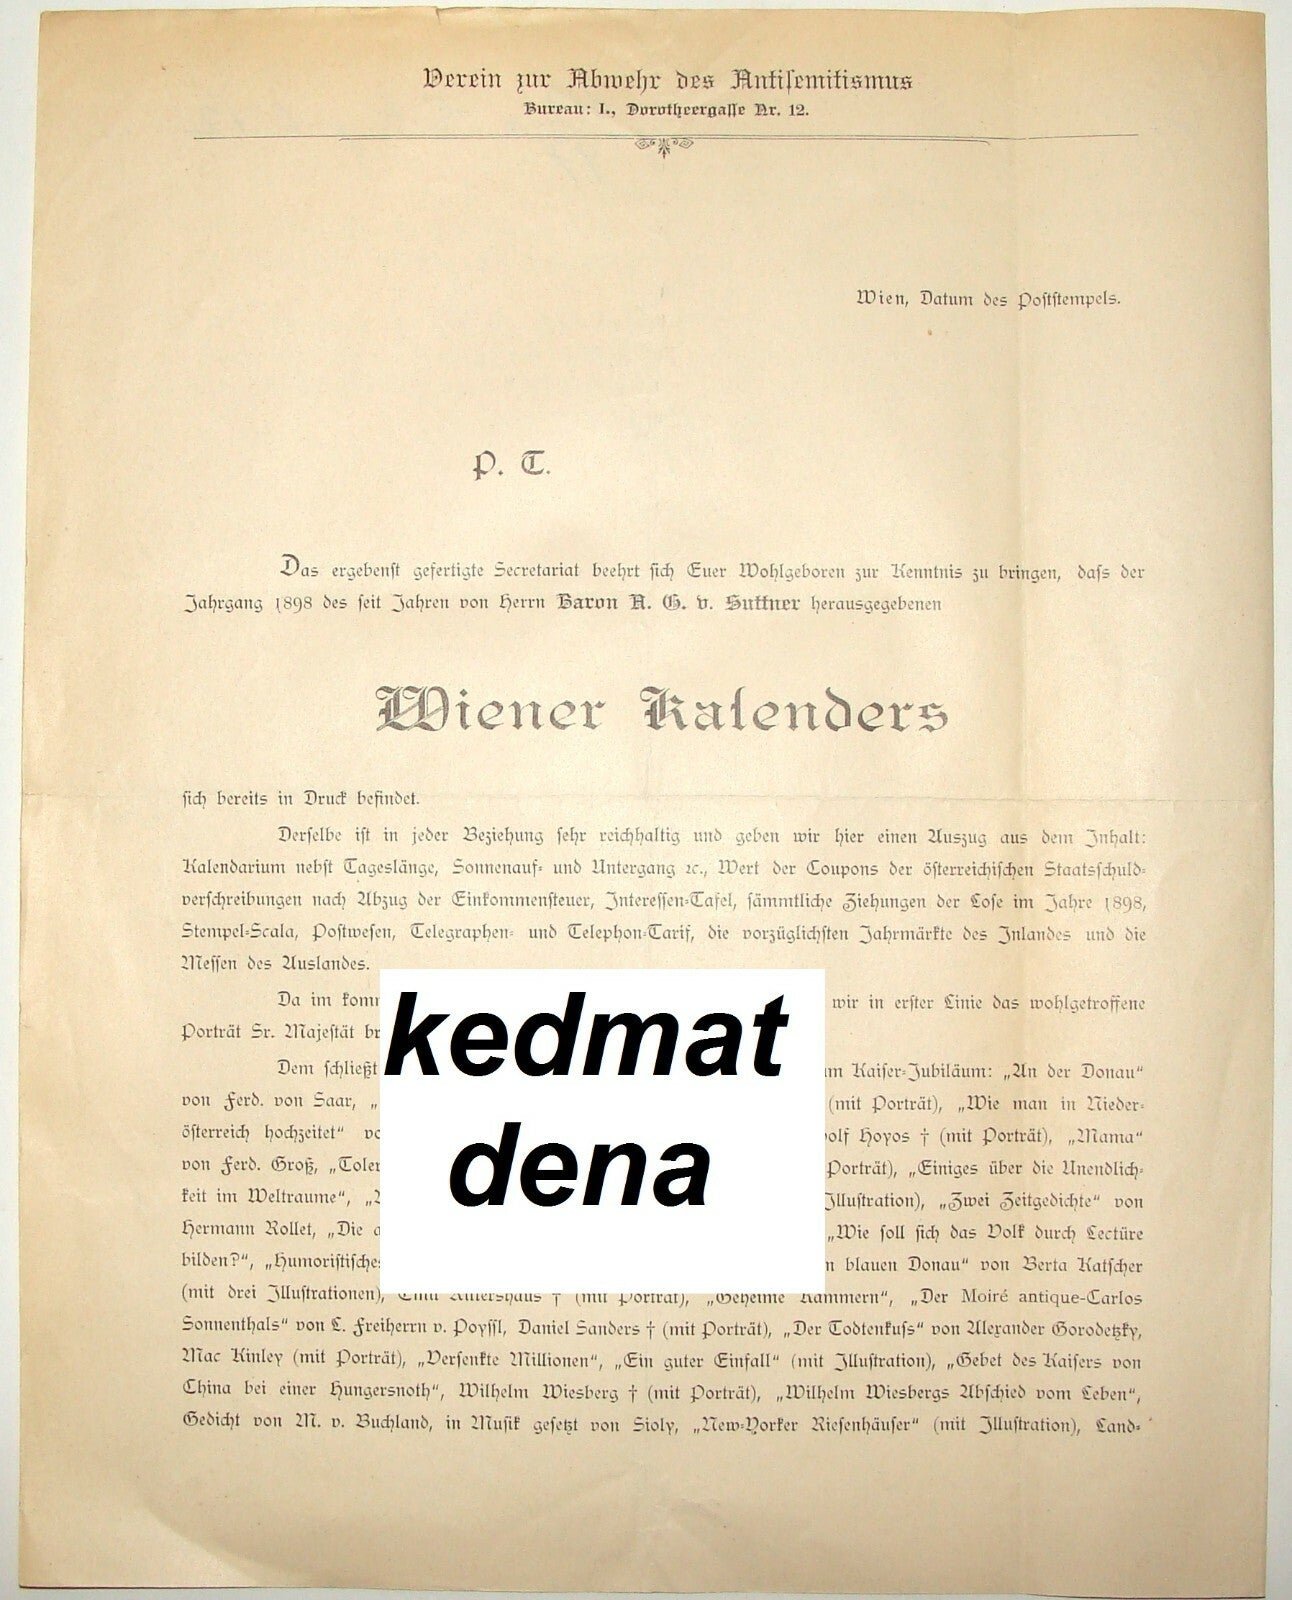 Verein zur Abwehr des Antisemitismus
Bureau: I., Dorotheergasse Nr. 12.
Wien, Datum des Poststempels.
P. T.
Das ergebenst gefertigte Secretariat beehrt sich Euer Wohlgeboren zur Kenntnis zu bringen, dass der
Jahrgang 1898 des seit Jahren von Herrn Baron A. G. v. Suttner herausgegebenen
Wiener Kalenders
sich bereits in Druck befindet.
Derselbe ist in jeder Beziehung sehr reichhaltig und geben wir hier einen Auszug aus dem Inhalt:
Kalendarium nebst Tageslänge, Sonnenauf- und Untergang ꝛc., Wert der Coupons der österreichischen Staatsschuld-
verschreibungen nach Abzug der Einkommensteuer, Interessen-Tafel, sämmtliche Ziehungen der Lose im Jahre 1898,
Stempel-Scala, Postwesen, Telegraphen- und Telephon-Tarif, die vorzüglichsten Jahrmärkte des Inlandes und die
Messen des Auslandes.
Da im wir in erster Linie das wohlgetroffene
Porträt Sr. Majestät
Dem schließt Kaiser-Jubiläum: „An der Donau“
von Ferd. von Saar, „ (mit Porträt), „Wie man in Nieder-
österreich hochzeitet“ Hoyos † (mit Porträt), „Mama“
von Ferd. Groß, „ Porträt), „Einiges über die Unendlich-
keit im Weltraume“, „ Illustration), „Zwei Zeitgedichte“ von
Hermann Rollet, „Die „Wie soll sich das Volk durch Lectüre
bilden?“, „ blauen Donau“ von Berta Katscher
(mit drei Illustrationen), Emil Rittershaus † (mit Porträt), „Geheime Kammern“, „Der Moiré antique-Carlos
Sonnenthals“ von L. Freiherrn v. Poyssl, Daniel Sanders † (mit Porträt), „Der Todtenkuss“ von Alexander Gorodetzky,
Mac Kinley (mit Porträt), „Versenkte Millionen“, „Ein guter Einfall“ (mit Illustration), „Gebet des Kaisers von
China bei einer Hungersnoth“, Wilhelm Wiesberg † (mit Porträt), „Wilhelm Wiesbergs Abschied vom Leben“,
Gedicht von M. v. Buchland, in Musik gesetzt von Sioly, „New-Yorker Riesenhäuser“ (mit Illustration), Land-
kedmat
dena